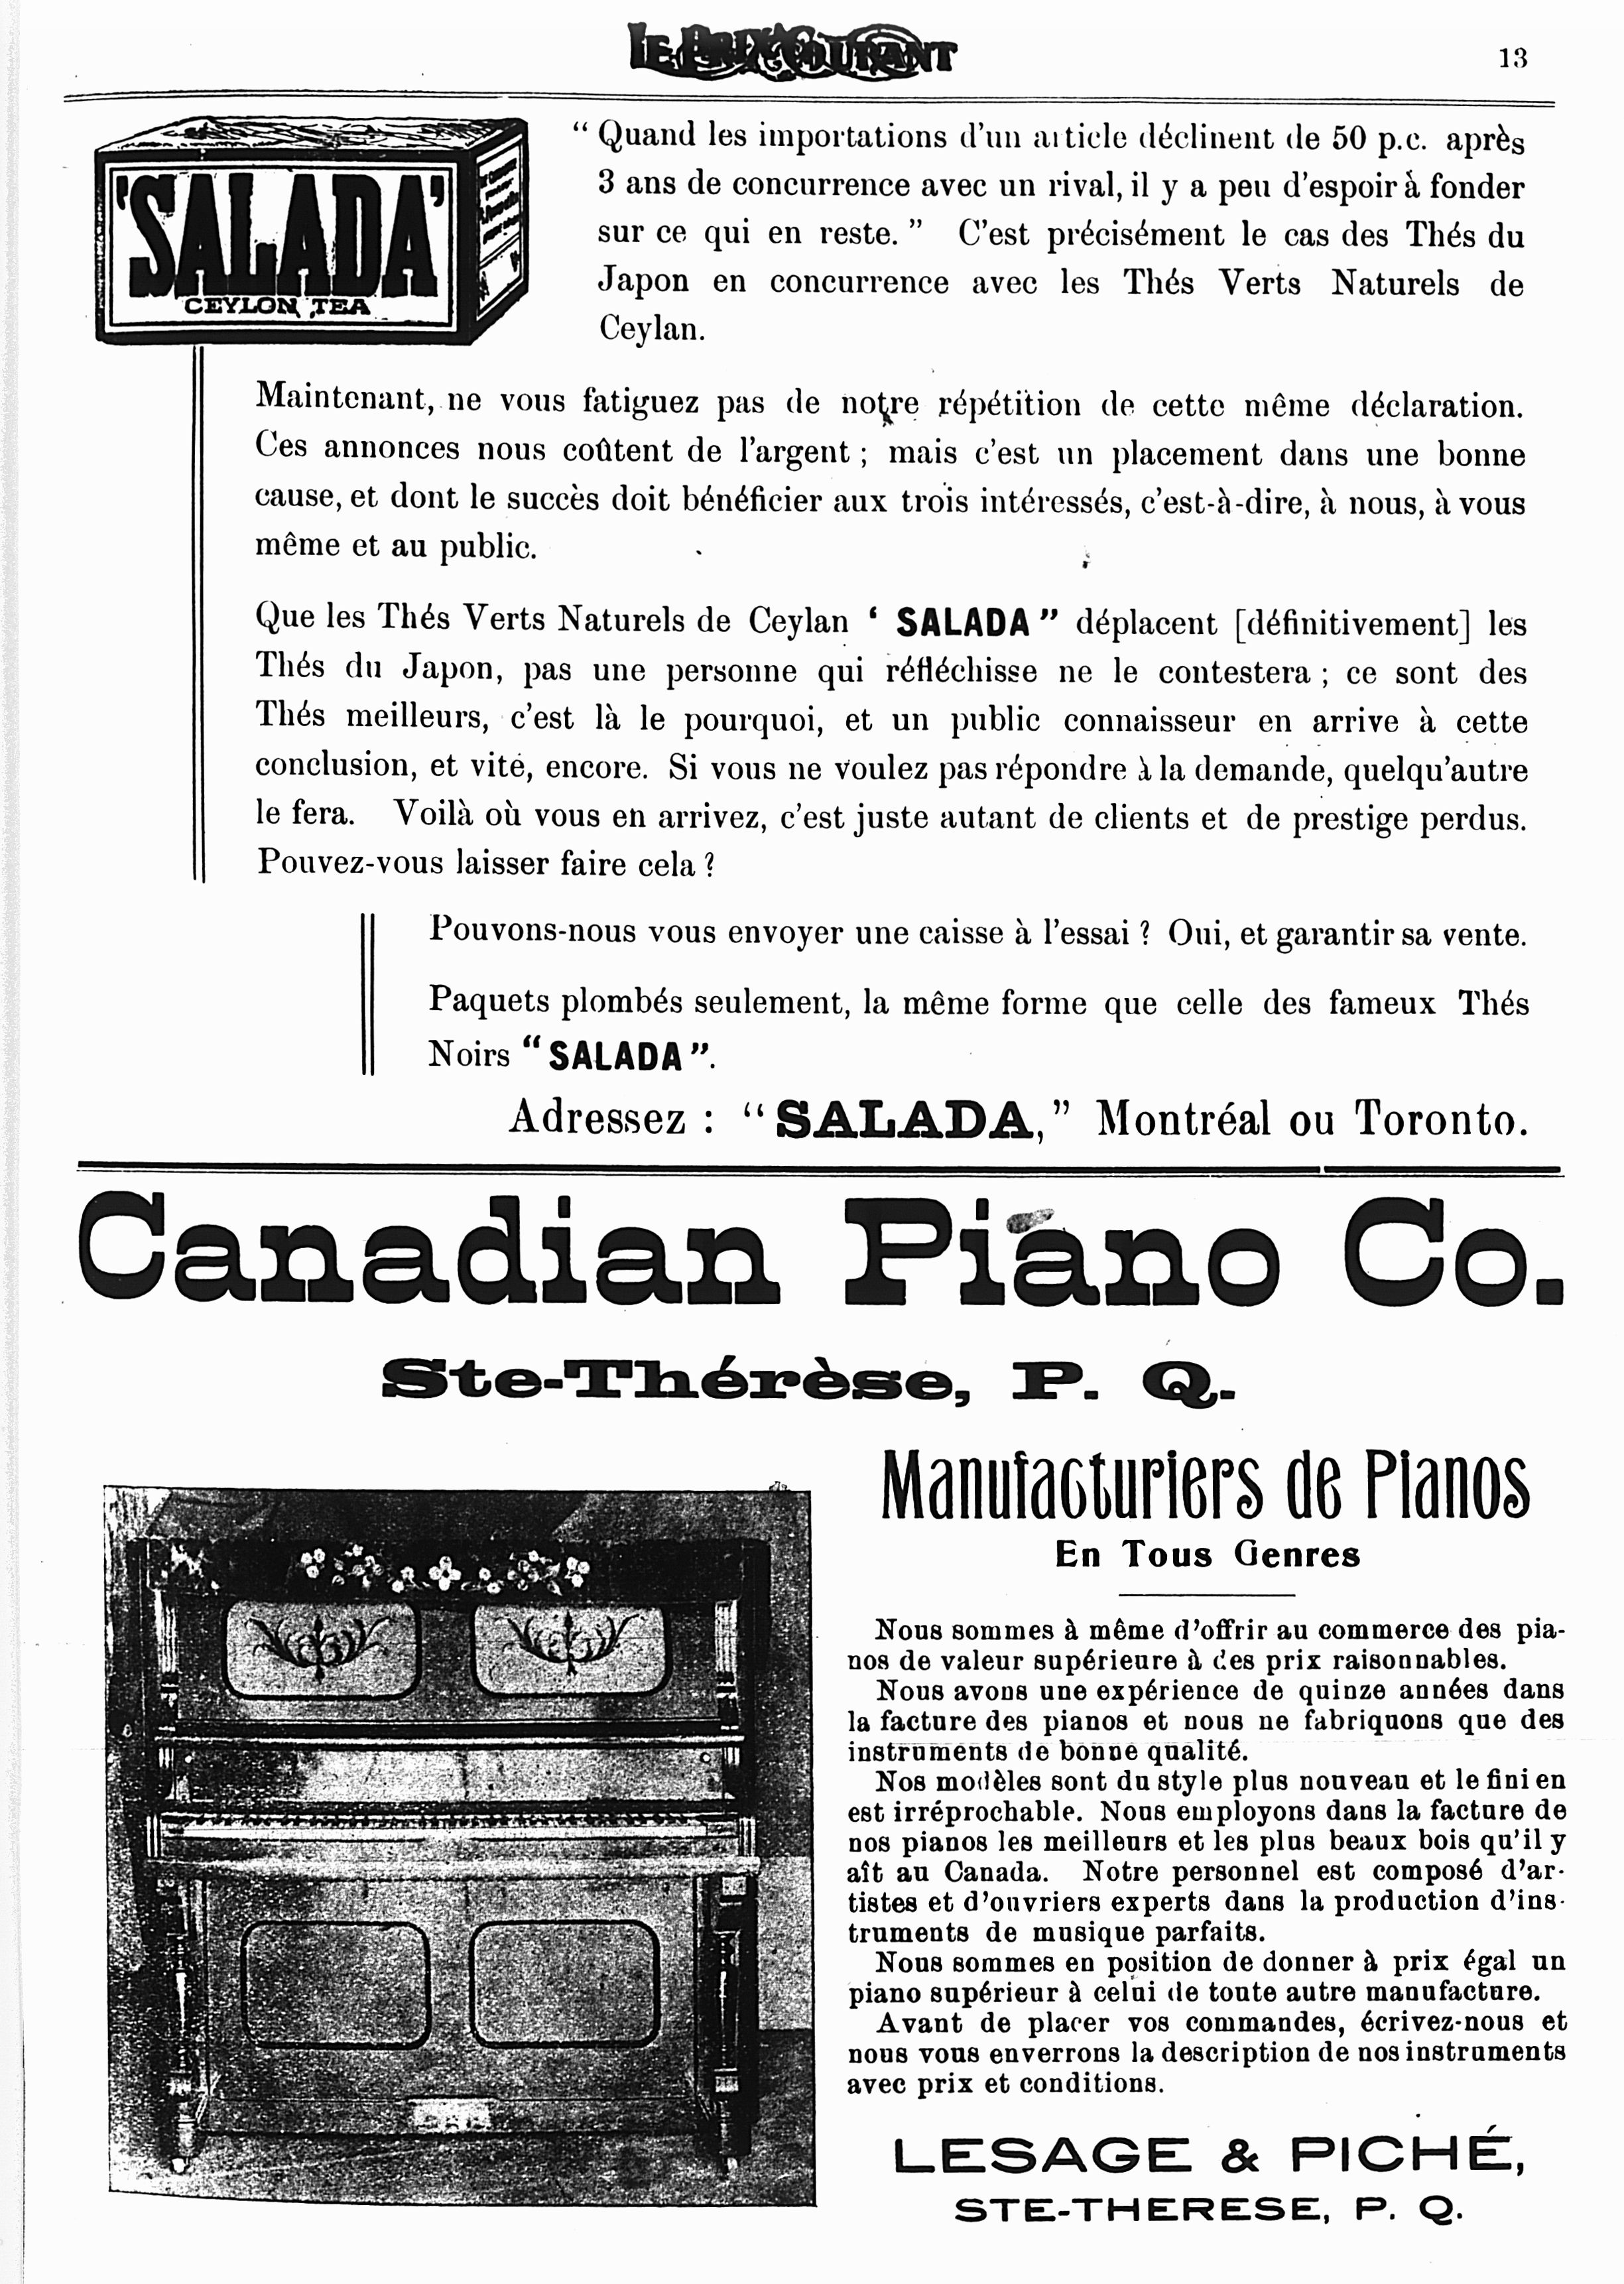 LE PRIX COURANT
13
'SALADA'
CEYLON TEA
“ Quand les importations d'un article déclinent de 50 p.c. après
3 ans de concurrence avec un rival, il y a peu d'espoir à fonder
sur ce qui en reste. ” C'est précisément le cas des Thés du
Japon en concurrence avec les Thés Verts Naturels de
Ceylan.
Maintenant, ne vous fatiguez pas de notre répétition de cette même déclaration.
Ces annonces nous coûtent de l'argent ; mais c'est un placement dans une bonne
cause, et dont le succès doit bénéficier aux trois intéressés, c'est-à-dire, à nous, à vous
même et au public.
Que les Thés Verts Naturels de Ceylan ‘ SALADA ” déplacent [définitivement] les
Thés du Japon, pas une personne qui réfléchisse ne le contestera ; ce sont des
Thés meilleurs, c'est là le pourquoi, et un public connaisseur en arrive à cette
conclusion, et vite, encore. Si vous ne voulez pas répondre à la demande, quelqu'autre
le fera. Voilà où vous en arrivez, c'est juste autant de clients et de prestige perdus.
Pouvez-vous laisser faire cela ?
Pouvons-nous vous envoyer une caisse à l'essai ? Oui, et garantir sa vente.
Paquets plombés seulement, la même forme que celle des fameux Thés
Noirs “ SALADA ”.
Adressez : “ SALADA, ” Montréal ou Toronto.
Canadian Piano Co.
Ste-Thérèse, P. Q.
Manufacturiers de Pianos
En Tous Genres
Nous sommes à même d'offrir au commerce des pia-
nos de valeur supérieure à des prix raisonnables.
Nous avons une expérience de quinze années dans
la facture des pianos et nous ne fabriquons que des
instruments de bonne qualité.
Nos modèles sont du style plus nouveau et le fini en
est irréprochable. Nous employons dans la facture de
nos pianos les meilleurs et les plus beaux bois qu'il y
aît au Canada. Notre personnel est composé d'ar-
tistes et d'ouvriers experts dans la production d'ins-
truments de musique parfaits.
Nous sommes en position de donner à prix égal un
piano supérieur à celui de toute autre manufacture.
Avant de placer vos commandes, écrivez-nous et
nous vous enverrons la description de nos instruments
avec prix et conditions.
LESAGE & PICHÉ,
STE-THERESE, P. Q.